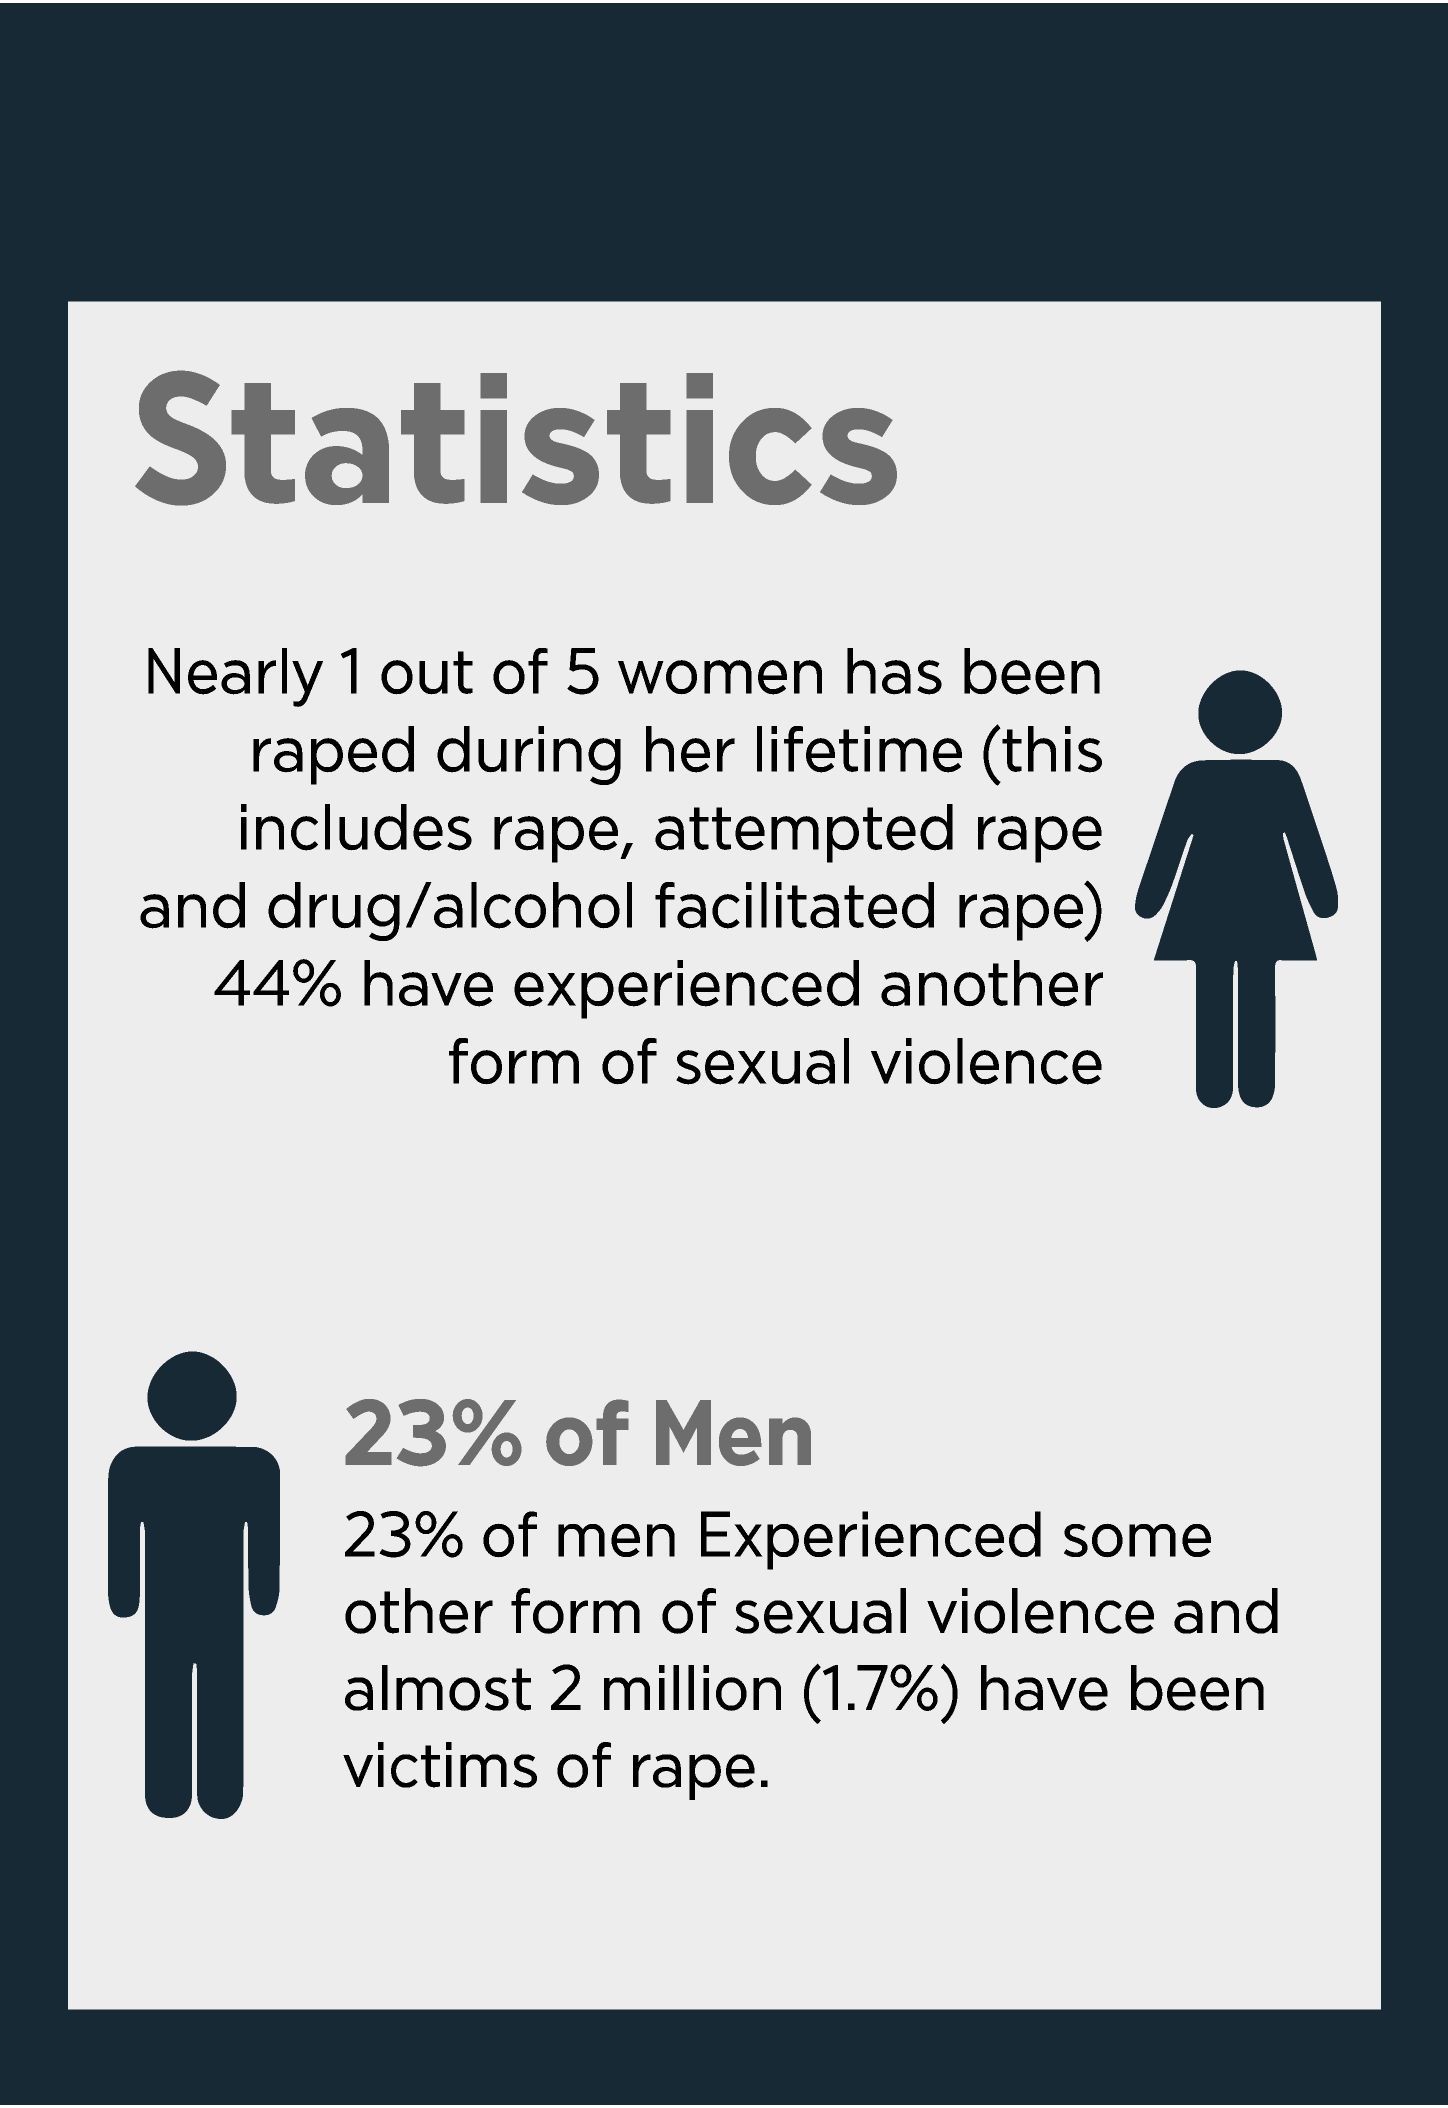 Statistics
Nearly 1 out of 5 women has been
raped during her lifetime (this
includes rape, attempted rape
and drug/alcohol facilitated rape)
44% have experienced another
form of sexual violence
23% of Men
23% of men Experienced some
other form of sexual violence and
almost 2 million (1.7%) have been
victims of rape.